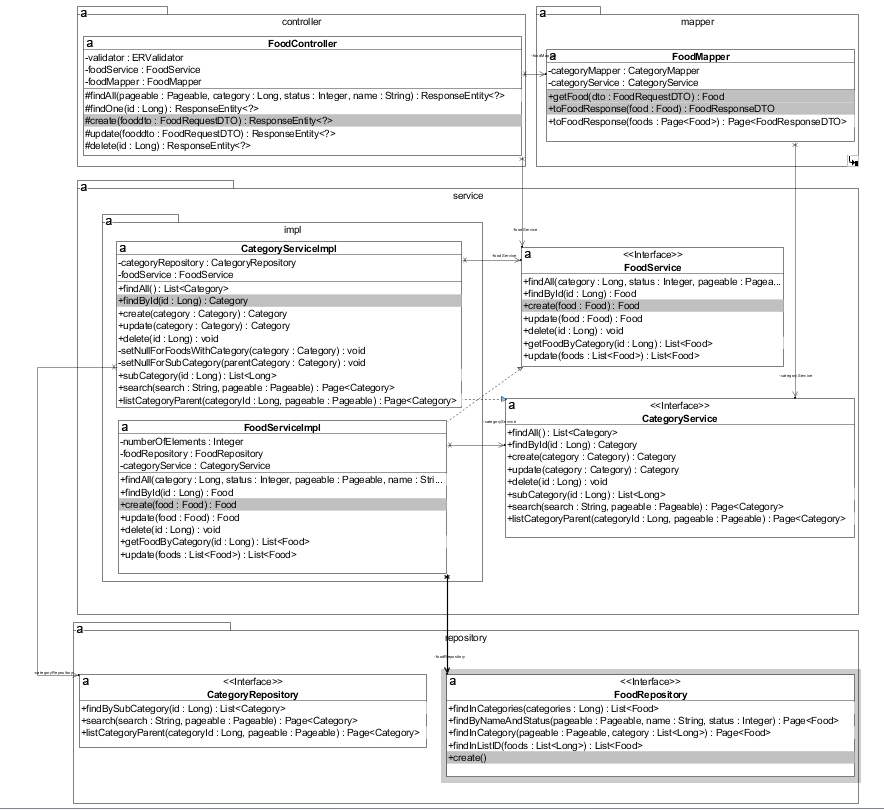 a
controller
a
FoodController
-validator : ERValidator
-foodService : FoodService
-foodMapper : FoodMapper
#findAll(pageable : Pageable, category : Long, status : Integer, name : String) : ResponseEntity<?>
#findOne(id : Long) : ResponseEntity<?>
#create(fooddto : FoodRequestDTO) : ResponseEntity<?>
#update(fooddto : FoodRequestDTO) : ResponseEntity<?>
#delete(id : Long) : ResponseEntity<?>
a
mapper
a
FoodMapper
-categoryMapper : CategoryMapper
-categoryService : CategoryService
+getFood(dto : FoodRequestDTO) : Food
+toFoodResponse(food : Food) : FoodResponseDTO
+toFoodResponse(foods : Page<Food>) : Page<FoodResponseDTO>
a
service
a
impl
a
CategoryServiceImpl
-categoryRepository : CategoryRepository
-foodService : FoodService
+findAll() : List<Category>
+findById(id : Long) : Category
+create(category : Category) : Category
+update(category : Category) : Category
+delete(id : Long) : void
-setNullForFoodsWithCategory(category : Category) : void
-setNullForSubCategory(parentCategory : Category) : void
+subCategory(id : Long) : List<Long>
+search(search : String, pageable : Pageable) : Page<Category>
+listCategoryParent(categoryId : Long, pageable : Pageable) : Page<Category>
-foodService
-foodService
a
<<Interface>>
FoodService
+findAll(category : Long, status : Integer, pageable : Pagea...
+findById(id : Long) : Food
+create(food : Food) : Food
+update(food : Food) : Food
+delete(id : Long) : void
+getFoodByCategory(id : Long) : List<Food>
+update(foods : List<Food>) : List<Food>
-categoryService
a
FoodServiceImpl
-numberOfElements : Integer
-foodRepository : FoodRepository
-categoryService : CategoryService
+findAll(category : Long, status : Integer, pageable : Pageable, name : Stri...
+findById(id : Long) : Food
+create(food : Food) : Food
+update(food : Food) : Food
+delete(id : Long) : void
+getFoodByCategory(id : Long) : List<Food>
+update(foods : List<Food>) : List<Food>
-categoryService
a
<<Interface>>
CategoryService
+findAll() : List<Category>
+findById(id : Long) : Category
+create(category : Category) : Category
+update(category : Category) : Category
+delete(id : Long) : void
+subCategory(id : Long) : List<Long>
+search(search : String, pageable : Pageable) : Page<Category>
+listCategoryParent(categoryId : Long, pageable : Pageable) : Page<Category>
a
repository
-foodRepository
-categoryRepository
a
<<Interface>>
CategoryRepository
+findBySubCategory(id : Long) : List<Category>
+search(search : String, pageable : Pageable) : Page<Category>
+listCategoryParent(categoryId : Long, pageable : Pageable) : Page<Category>
a
<<Interface>>
FoodRepository
+findInCategories(categories : Long) : List<Food>
+findByNameAndStatus(pageable : Pageable, name : String, status : Integer) : Page<Food>
+findInCategory(pageable : Pageable, category : List<Long>) : Page<Food>
+findInListID(foods : List<Long>) : List<Food>
+create()